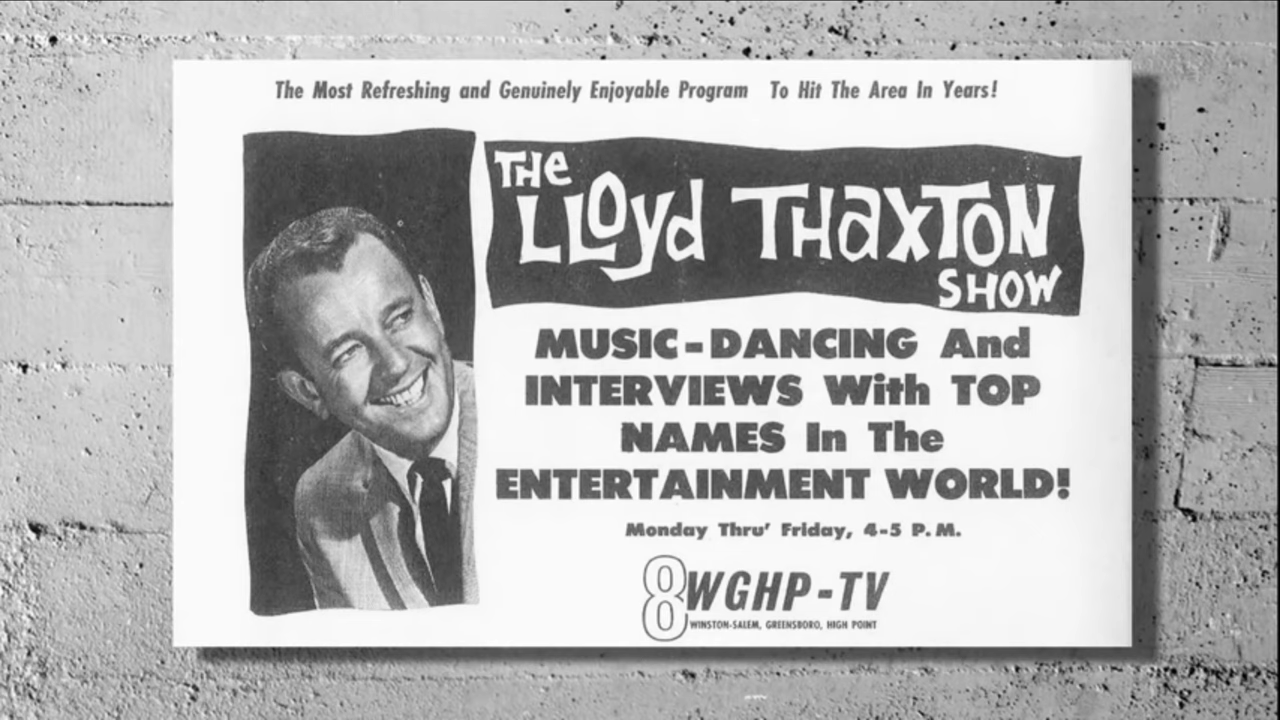 The Most Refreshing and Genuinely Enjoyable Program To Hit The Area In Years!
THe
LLOyd THaxTON
SHOW
MUSIC-DANCING And
INTERVIEWS With TOP
NAMES In The
ENTERTAINMENT WORLD!
Monday Thru' Friday, 4-5 P.M.
8 WGHP-TV
WINSTON-SALEM, GREENSBORO, HIGH POINT